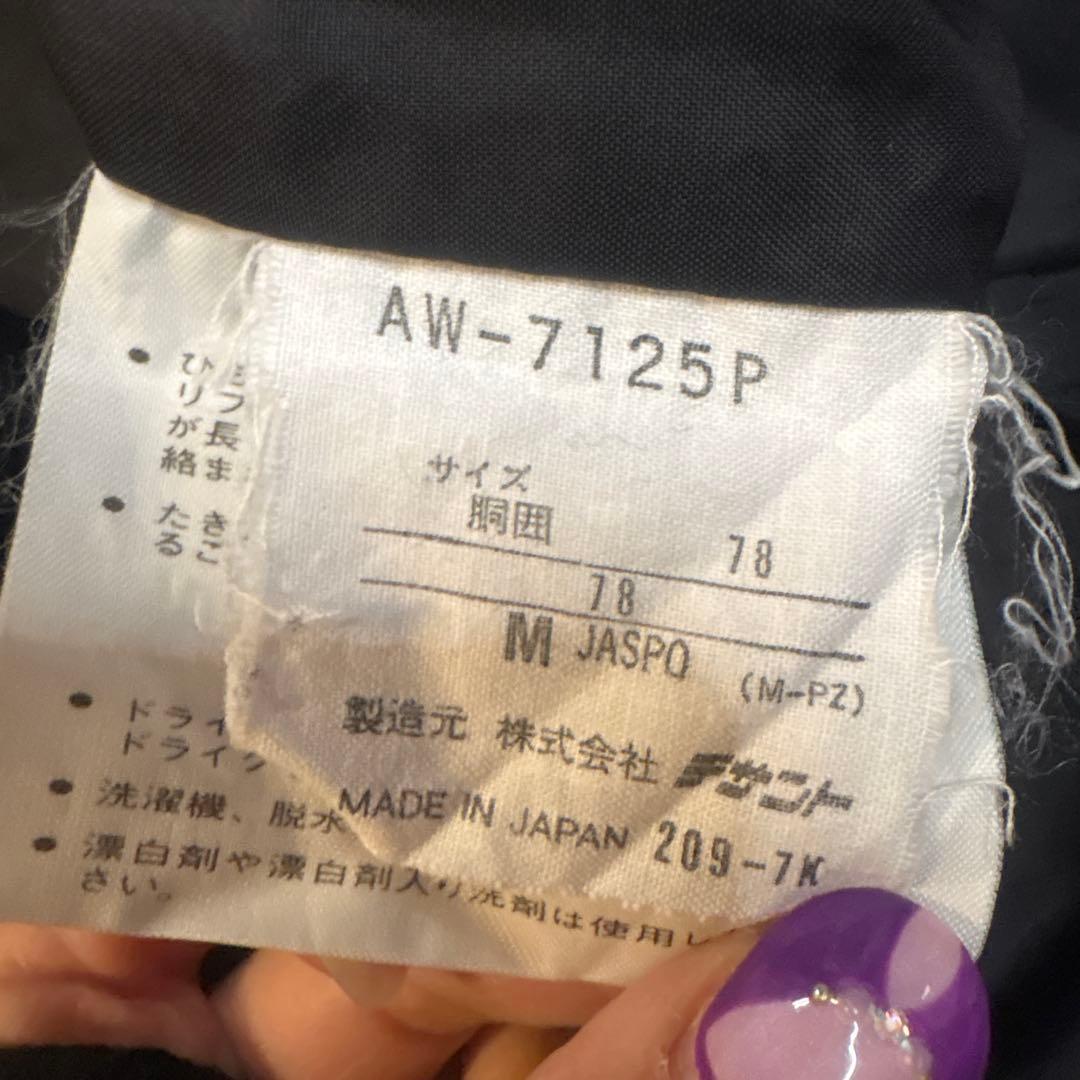 AW-7125P
サイズ
胴囲 78
78
M JASPO (M-PZ)
製造元 株式会社 デサント
MADE IN JAPAN 209-7K
ひ
りフ
が長
絡ま
たき
るこ
ドライ
ドライク
洗濯機、脱水
漂白剤や漂白剤入り洗剤は使用し
さい。